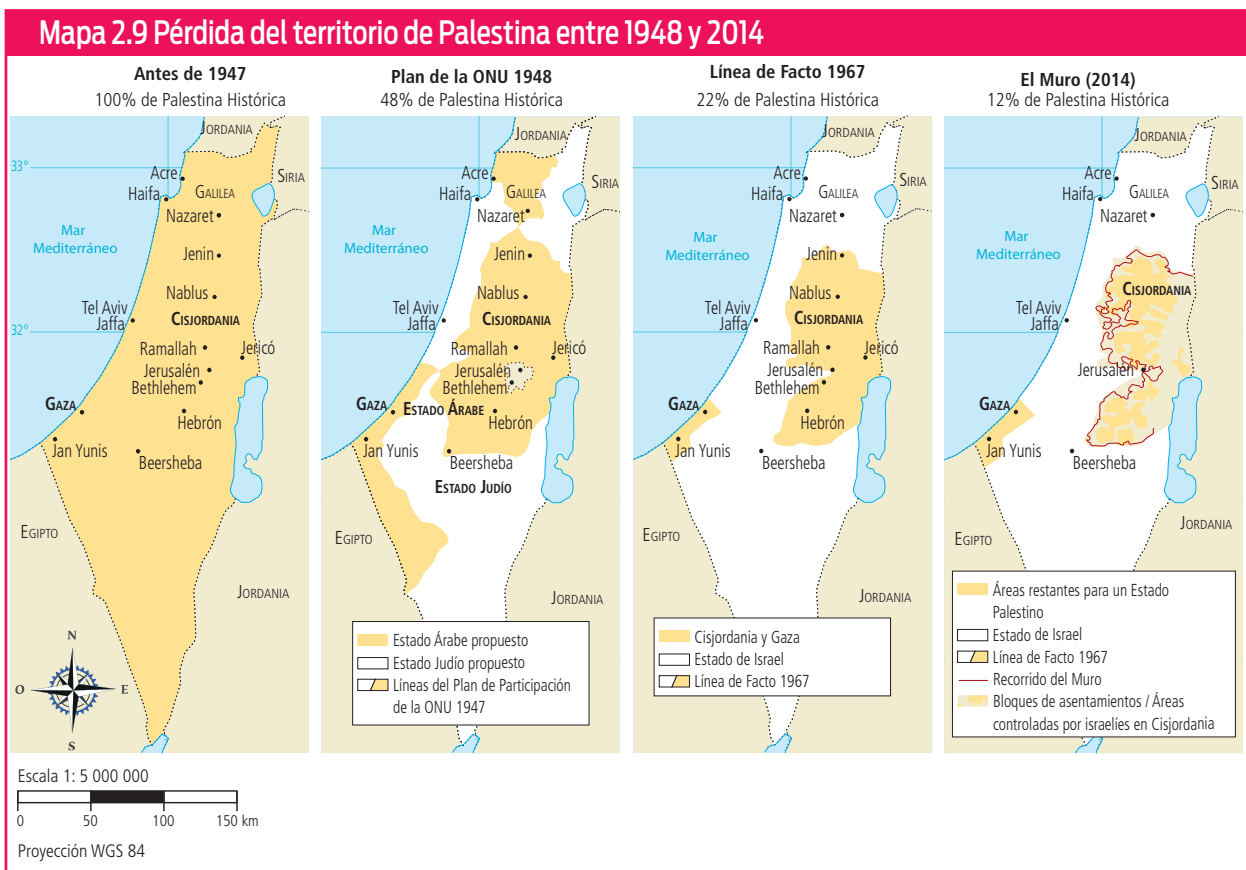 Mapa 2.9 Pérdida del territorio de Palestina entre 1948 y 2014
Antes de 1947
100% de Palestina Histórica
JORDANIA
33°
Acre
Haifa
GALILEA
SIRIA
Nazaret
Mar
Mediterráneo
Jenin
Nablus
Tel Aviv
Jaffa
CISJORDANIA
32°
Ramallah
Jericó
Jerusalén
Bethlehem
GAZA
Hebrón
Jan Yunis
Beersheba
EGIPTO
JORDANIA
N
O
E
S
Plan de la ONU 1948
48% de Palestina Histórica
JORDANIA
Acre
Haifa
GALILEA
SIRIA
Nazaret
Mar
Mediterráneo
Jenin
Nablus
Tel Aviv
Jaffa
CISJORDANIA
Ramallah
Jericó
Jerusalén
Bethlehem
GAZA
ESTADO ÁRABE
Hebrón
Jan Yunis
Beersheba
ESTADO JUDÍO
EGIPTO
JORDANIA
Estado Árabe propuesto
Estado Judío propuesto
Líneas del Plan de Participación
de la ONU 1947
Línea de Facto 1967
22% de Palestina Histórica
JORDANIA
Acre
Haifa
GALILEA
SIRIA
Nazaret
Mar
Mediterráneo
Jenin
Nablus
Tel Aviv
Jaffa
CISJORDANIA
Ramallah
Jericó
Jerusalén
Bethlehem
GAZA
Hebrón
Jan Yunis
Beersheba
EGIPTO
JORDANIA
Cisjordania y Gaza
Estado de Israel
Línea de Facto 1967
El Muro (2014)
12% de Palestina Histórica
JORDANIA
Acre
Haifa
GALILEA
SIRIA
Nazaret
Mar
Mediterráneo
CISJORDANIA
Tel Aviv
Jaffa
Jerusalén
GAZA
Jan Yunis
Beersheba
JORDANIA
EGIPTO
Áreas restantes para un Estado
Palestino
Estado de Israel
Línea de Facto 1967
Recorrido del Muro
Bloques de asentamientos / Áreas
controladas por israelíes en Cisjordania
Escala 1: 5 000 000
0 50 100 150 km
Proyección WGS 84